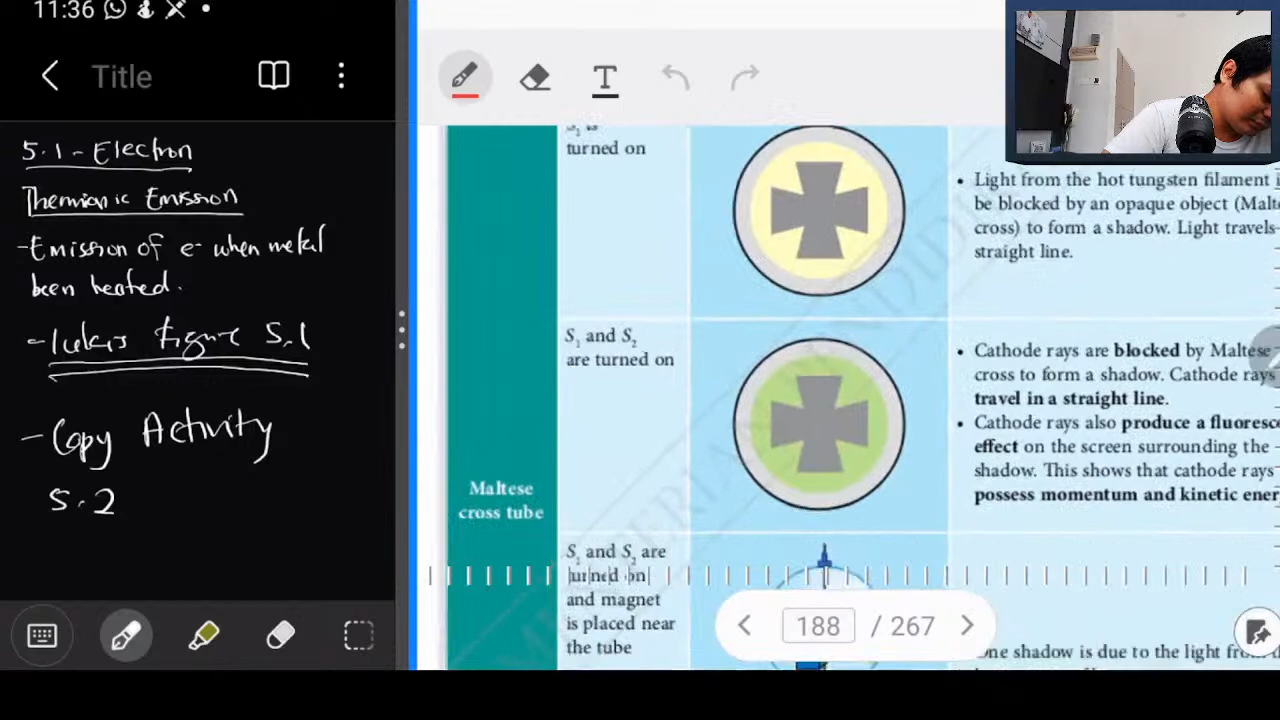 11:36
Title
5.1 - Electron
Thermionic Emission
- Emission of e- when metal
been heated.
- lukis figure 5.1
- Copy Activity
5.2
turned on
Light from the hot tungsten filament
be blocked by an opaque object (Malt
cross) to form a shadow. Light travels
straight line.
S1 and S2
are turned on
• Cathode rays are blocked by Maltese
cross to form a shadow. Cathode rays
travel in a straight line.
• Cathode rays also produce a fluoresc
effect on the screen surrounding the
shadow. This shows that cathode rays
possess momentum and kinetic ener
Maltese
cross tube
S1 and S2 are
turned on
and magnet
is placed near
the tube
One shadow is due to the light from
188 / 267